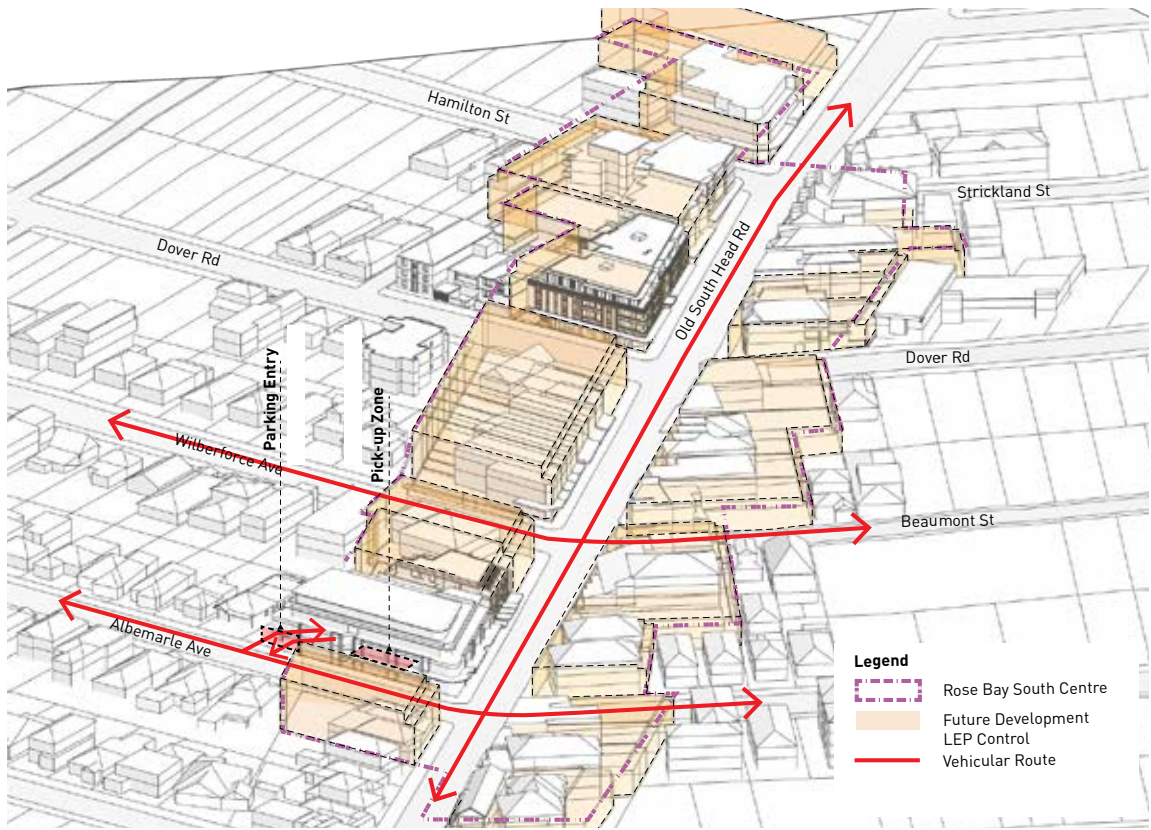 Hamilton St
Strickland St
Dover Rd
Old South Head Rd
Dover Rd
Parking Entry
Pick-up Zone
Wilberforce Ave
Beaumont St
Albemarle Ave
Legend
Rose Bay South Centre
Future Development
LEP Control
Vehicular Route